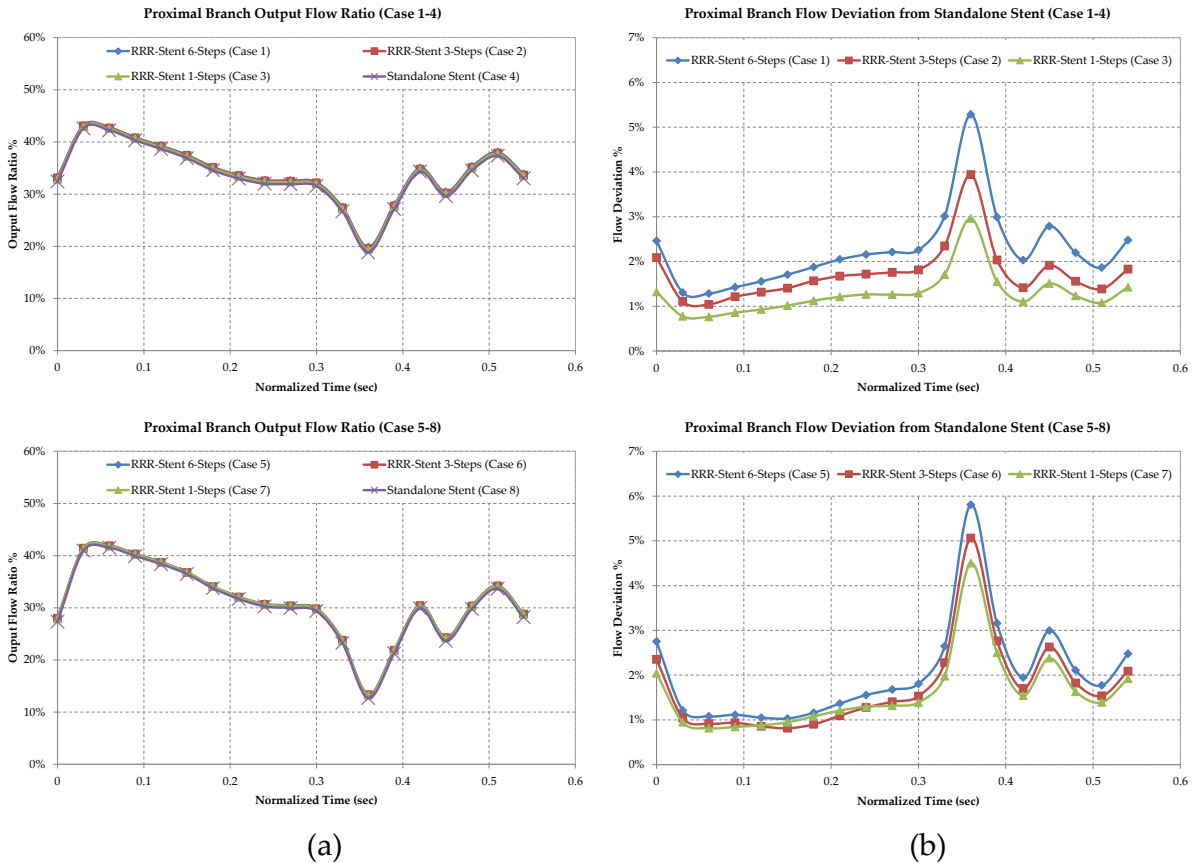 Proximal Branch Output Flow Ratio (Case 1-4)
60%
50%
40%
30%
20%
10%
0%
Ouput Flow Ratio %
RRR-Stent 6-Steps (Case 1)
RRR-Stent 3-Steps (Case 2)
RRR-Stent 1-Steps (Case 3)
Standalone Stent (Case 4)
0 0.1 0.2 0.3 0.4 0.5 0.6
Normalized Time (sec)
Proximal Branch Flow Deviation from Standalone Stent (Case 1-4)
7%
6%
5%
4%
3%
2%
1%
0%
Flow Deviation %
RRR-Stent 6-Steps (Case 1) RRR-Stent 3-Steps (Case 2) RRR-Stent 1-Steps (Case 3)
0 0.1 0.2 0.3 0.4 0.5 0.6
Normalized Time (sec)
Proximal Branch Output Flow Ratio (Case 5-8)
60%
50%
40%
30%
20%
10%
0%
Ouput Flow Ratio %
RRR-Stent 6-Steps (Case 5)
RRR-Stent 3-Steps (Case 6)
RRR-Stent 1-Steps (Case 7)
Standalone Stent (Case 8)
0 0.1 0.2 0.3 0.4 0.5 0.6
Normalized Time (sec)
Proximal Branch Flow Deviation from Standalone Stent (Case 5-8)
7%
6%
5%
4%
3%
2%
1%
0%
Flow Deviation %
RRR-Stent 6-Steps (Case 5) RRR-Stent 3-Steps (Case 6) RRR-Stent 1-Steps (Case 7)
0 0.1 0.2 0.3 0.4 0.5 0.6
Normalized Time (sec)
(a)
(b)